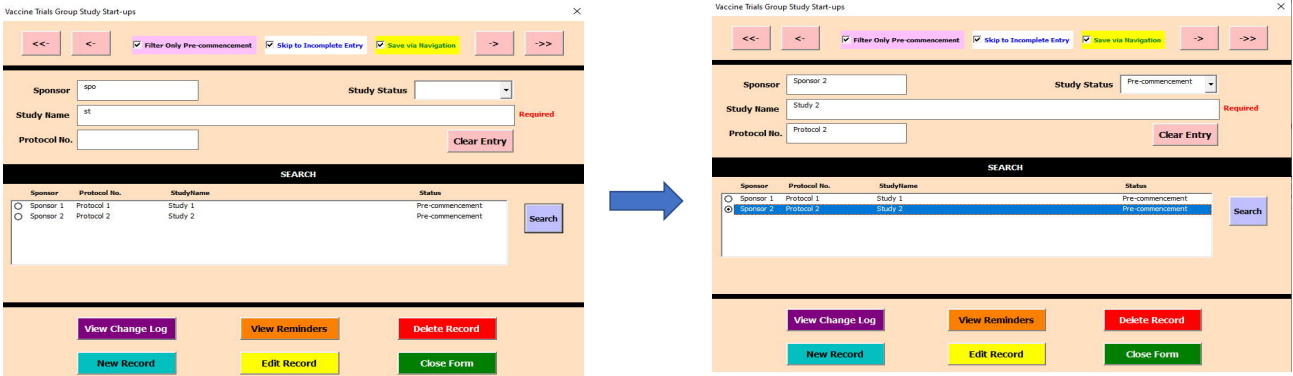 Vaccine Trials Group Study Start-ups
<<- <- Filter Only Pre-commencement Skip to Incomplete Entry Save via Navigation -> ->>
Sponsor spo Study Status
Study Name st Required
Protocol No. Clear Entry
SEARCH
Sponsor Protocol No. StudyName Status
Sponsor 1 Protocol 1 Study 1 Pre-commencement
Sponsor 2 Protocol 2 Study 2 Pre-commencement
Search
View Change Log View Reminders Delete Record
New Record Edit Record Close Form
Vaccine Trials Group Study Start-ups
<<- <- Filter Only Pre-commencement Skip to Incomplete Entry Save via Navigation -> ->>
Sponsor Sponsor 2 Study Status Pre-commencement
Study Name Study 2 Required
Protocol No. Protocol 2 Clear Entry
SEARCH
Sponsor Protocol No. StudyName Status
Sponsor 1 Protocol 1 Study 1 Pre-commencement
Sponsor 2 Protocol 2 Study 2 Pre-commencement
Search
View Change Log View Reminders Delete Record
New Record Edit Record Close Form